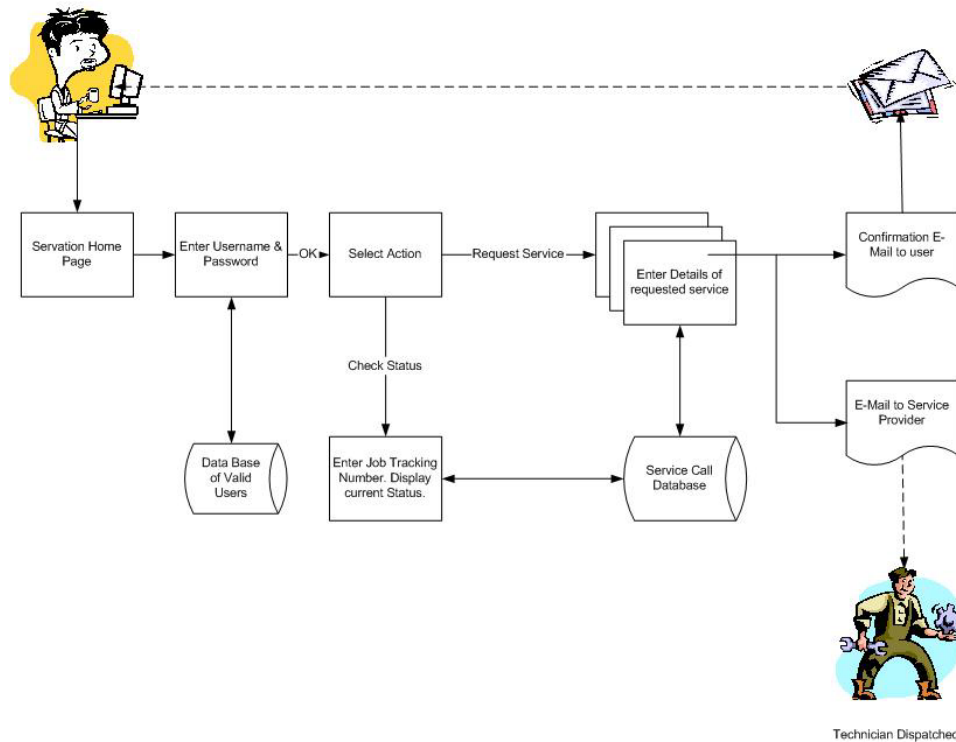 Servation Home
Page
Enter Username &
Password
OK
Select Action
Request Service
Enter Details of
requested service
Confirmation E-
Mail to user
Check Status
E-Mail to Service
Provider
Data Base
of Valid
Users
Enter Job Tracking
Number. Display
current Status.
Service Call
Database
Technician Dispatched